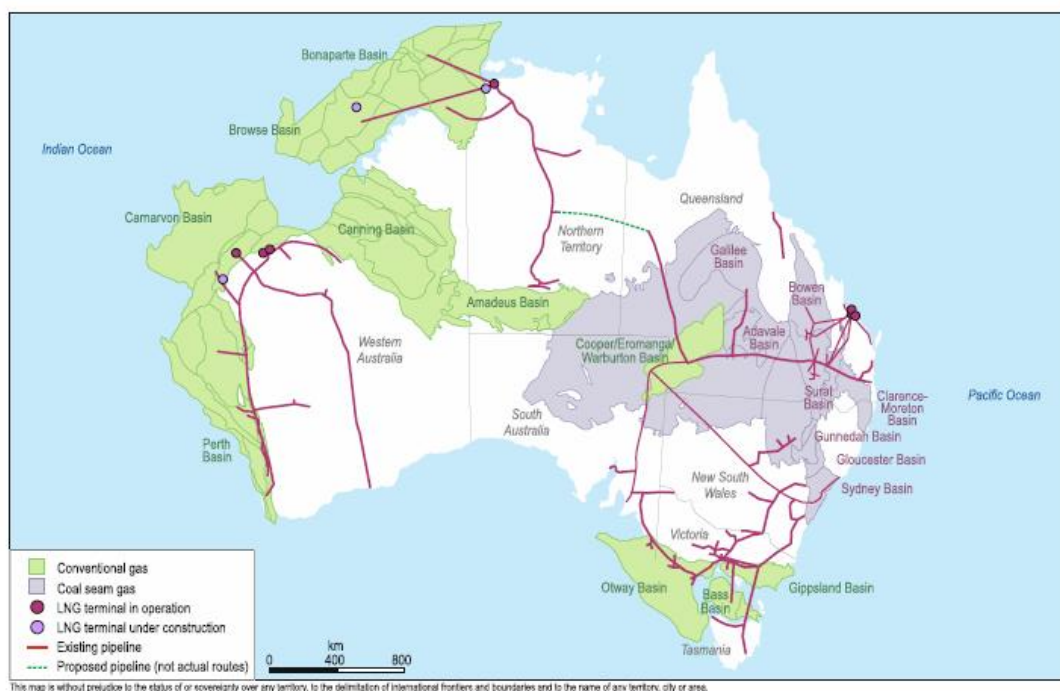 Bonaparte Basin
Browse Basin
Indian Ocean
Carnarvon Basin
Canning Basin
Queensland
Northern
Territory
Galilee
Basin
Bowen
Basin
Amadeus Basin
Western
Australia
Cooper/Eromanga/
Warburton Basin
Adavale
Basin
Surat
Basin
Clarence-
Moreton
Basin
Pacific Ocean
South
Australia
Gunnedah Basin
Gloucester Basin
Perth
Basin
New South
Wales
Sydney Basin
Victoria
Otway Basin
Bass
Basin
Gippsland Basin
Tasmania
Conventional gas
Coal seam gas
LNG terminal in operation
LNG terminal under construction
Existing pipeline
Proposed pipeline (not actual routes)
km
0 400 800
This map is without prejudice to the status of or sovereignty over any territory, to the delimitation of international frontiers and boundaries and to the name of any territory, city or area.